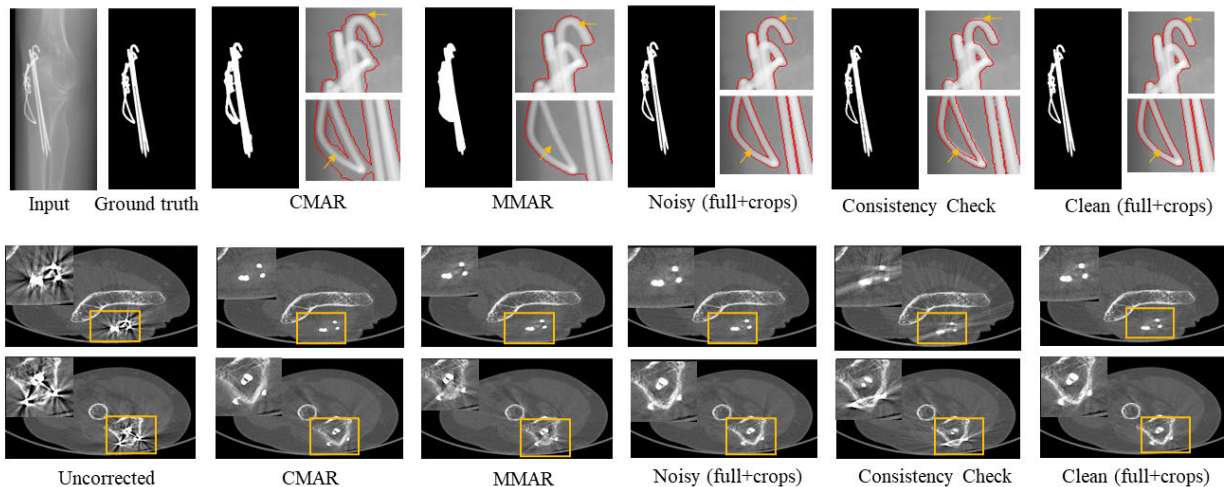 Input Ground truth CMAR MMAR Noisy (full+crops) Consistency Check Clean (full+crops)
Uncorrected CMAR MMAR Noisy (full+crops) Consistency Check Clean (full+crops)